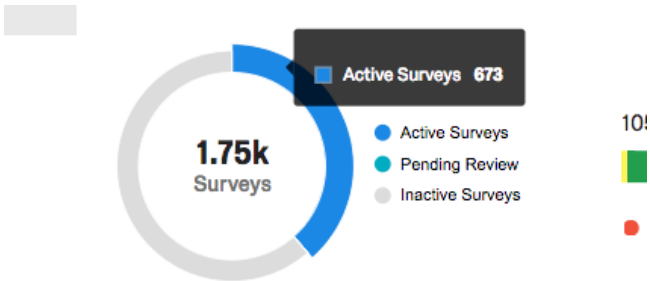 Active Surveys 673
1.75k
Surveys
Active Surveys
Pending Review
Inactive Surveys